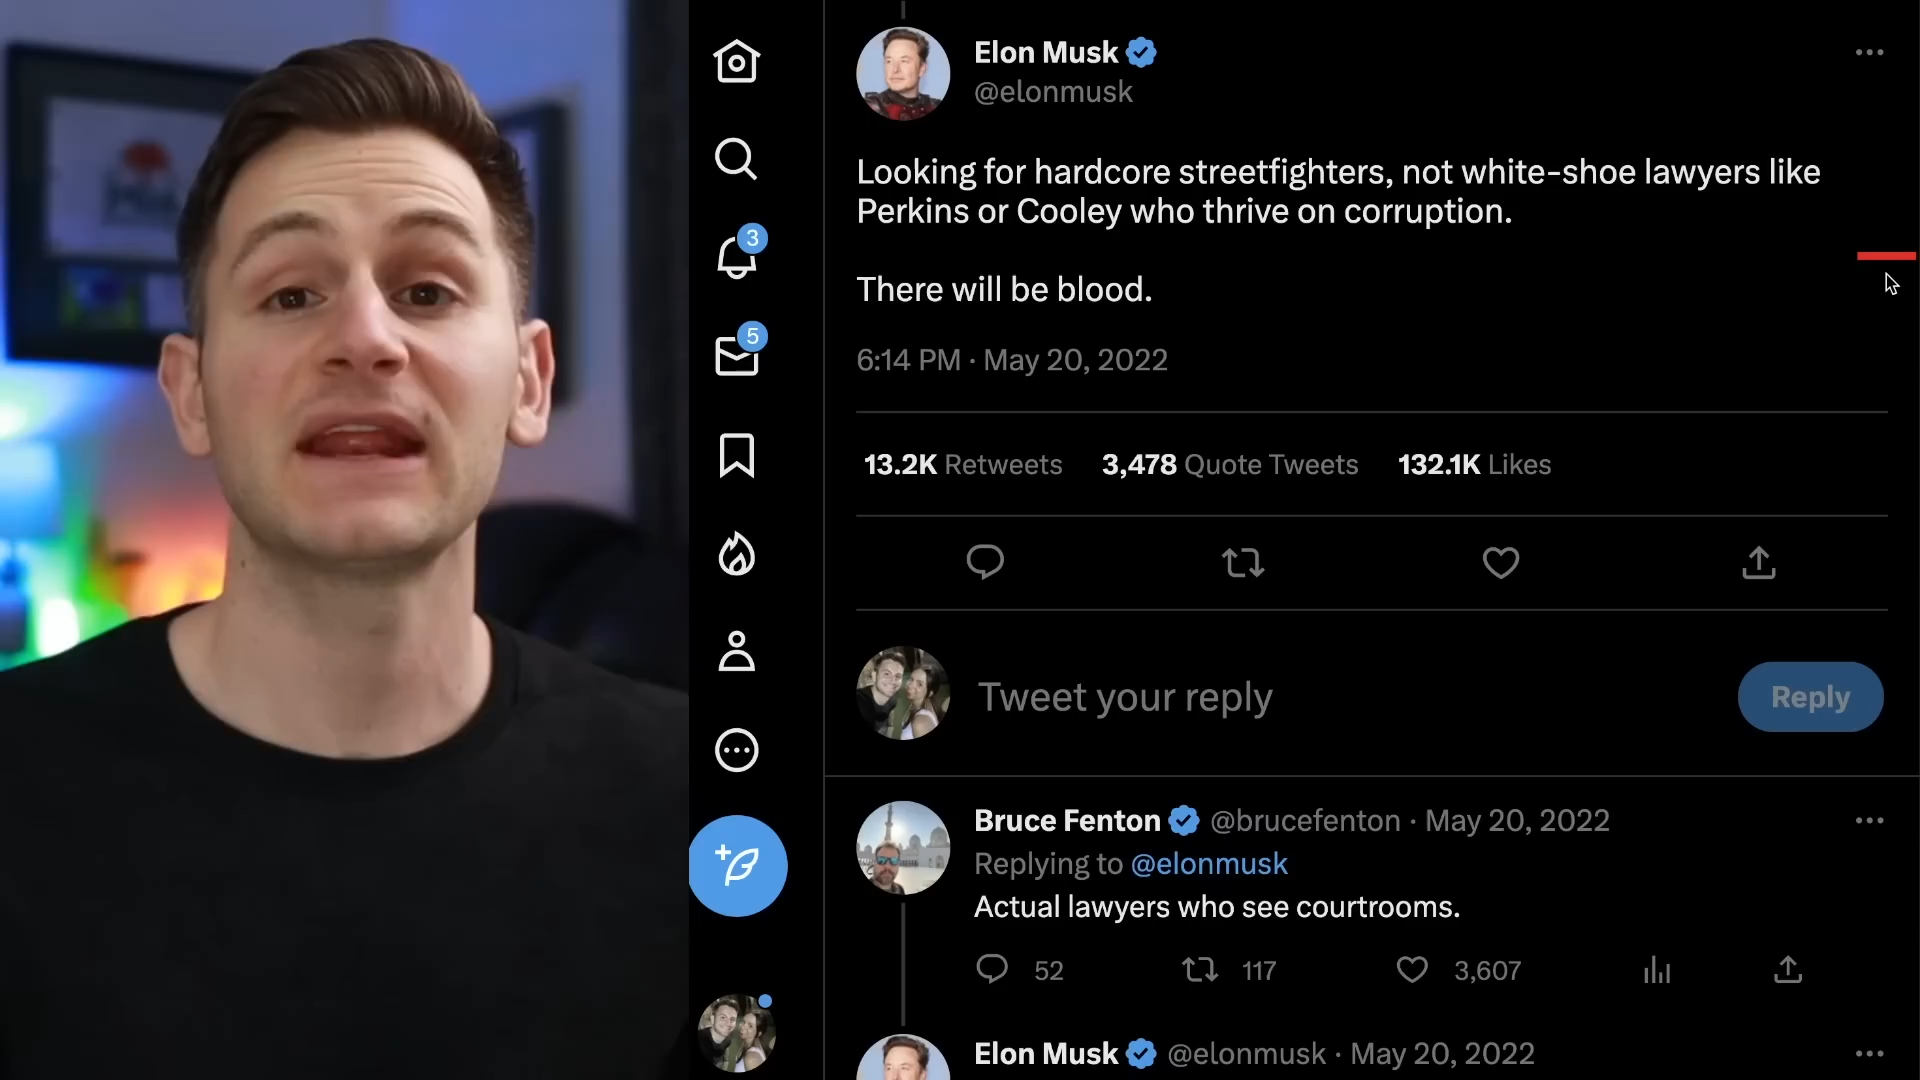 Elon Musk
@elonmusk
Looking for hardcore streetfighters, not white-shoe lawyers like
Perkins or Cooley who thrive on corruption.
There will be blood.
6:14 PM · May 20, 2022
13.2K Retweets 3,478 Quote Tweets 132.1K Likes
Tweet your reply
Reply
Bruce Fenton @brucefenton · May 20, 2022
Replying to @elonmusk
Actual lawyers who see courtrooms.
52 117 3,607
Elon Musk @elonmusk · May 20, 2022
3
5